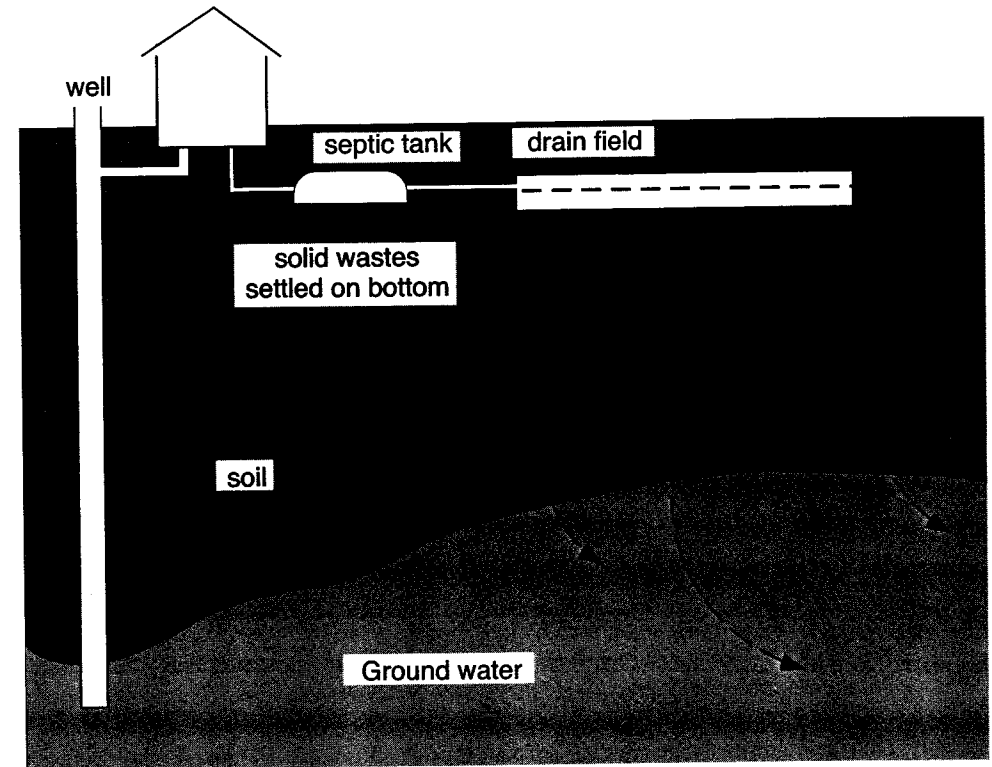 well
septic tank
drain field
solid wastes
settled on bottom
soil
Ground water